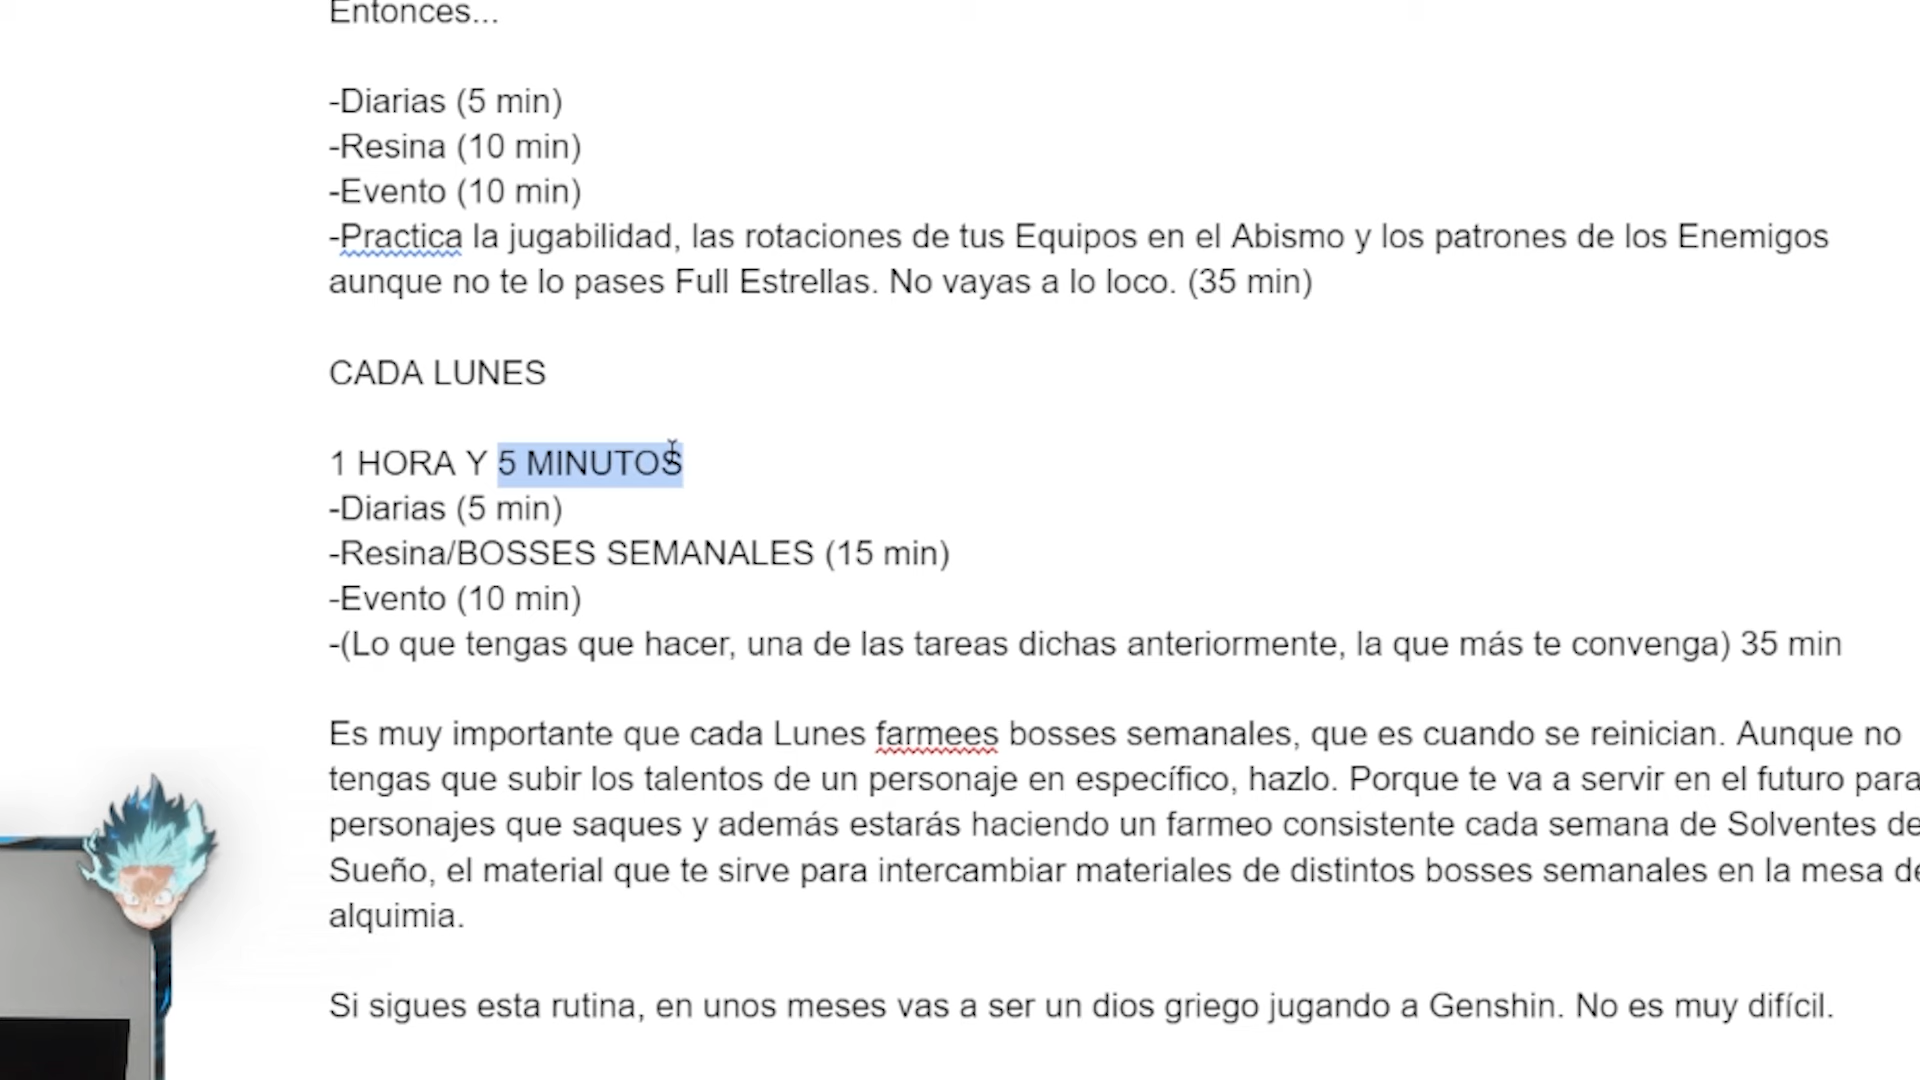 Entonces...
-Diarias (5 min)
-Resina (10 min)
-Evento (10 min)
-Practica la jugabilidad, las rotaciones de tus Equipos en el Abismo y los patrones de los Enemigos
aunque no te lo pases Full Estrellas. No vayas a lo loco. (35 min)
CADA LUNES
1 HORA Y 5 MINUTOS
-Diarias (5 min)
-Resina/BOSSES SEMANALES (15 min)
-Evento (10 min)
-(Lo que tengas que hacer, una de las tareas dichas anteriormente, la que más te convenga) 35 min
Es muy importante que cada Lunes farmees bosses semanales, que es cuando se reinician. Aunque no
tengas que subir los talentos de un personaje en específico, hazlo. Porque te va a servir en el futuro para
personajes que saques y además estarás haciendo un farmeo consistente cada semana de Solventes de
Sueño, el material que te sirve para intercambiar materiales de distintos bosses semanales en la mesa de
alquimia.
Si sigues esta rutina, en unos meses vas a ser un dios griego jugando a Genshin. No es muy difícil.